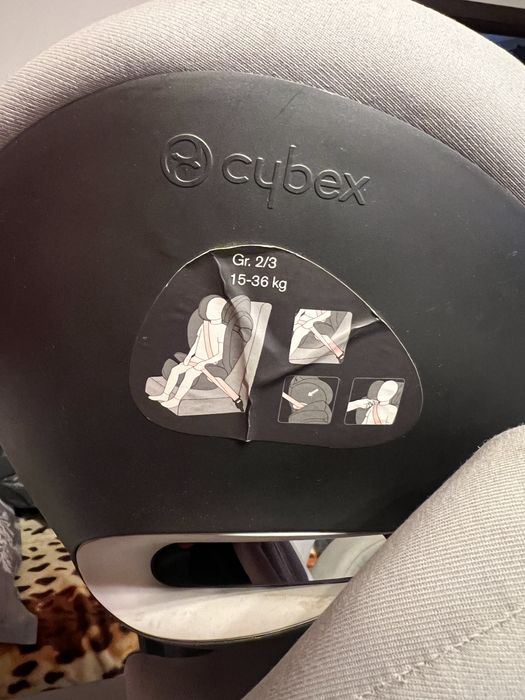 cybex
Gr. 2/3
15-36 kg